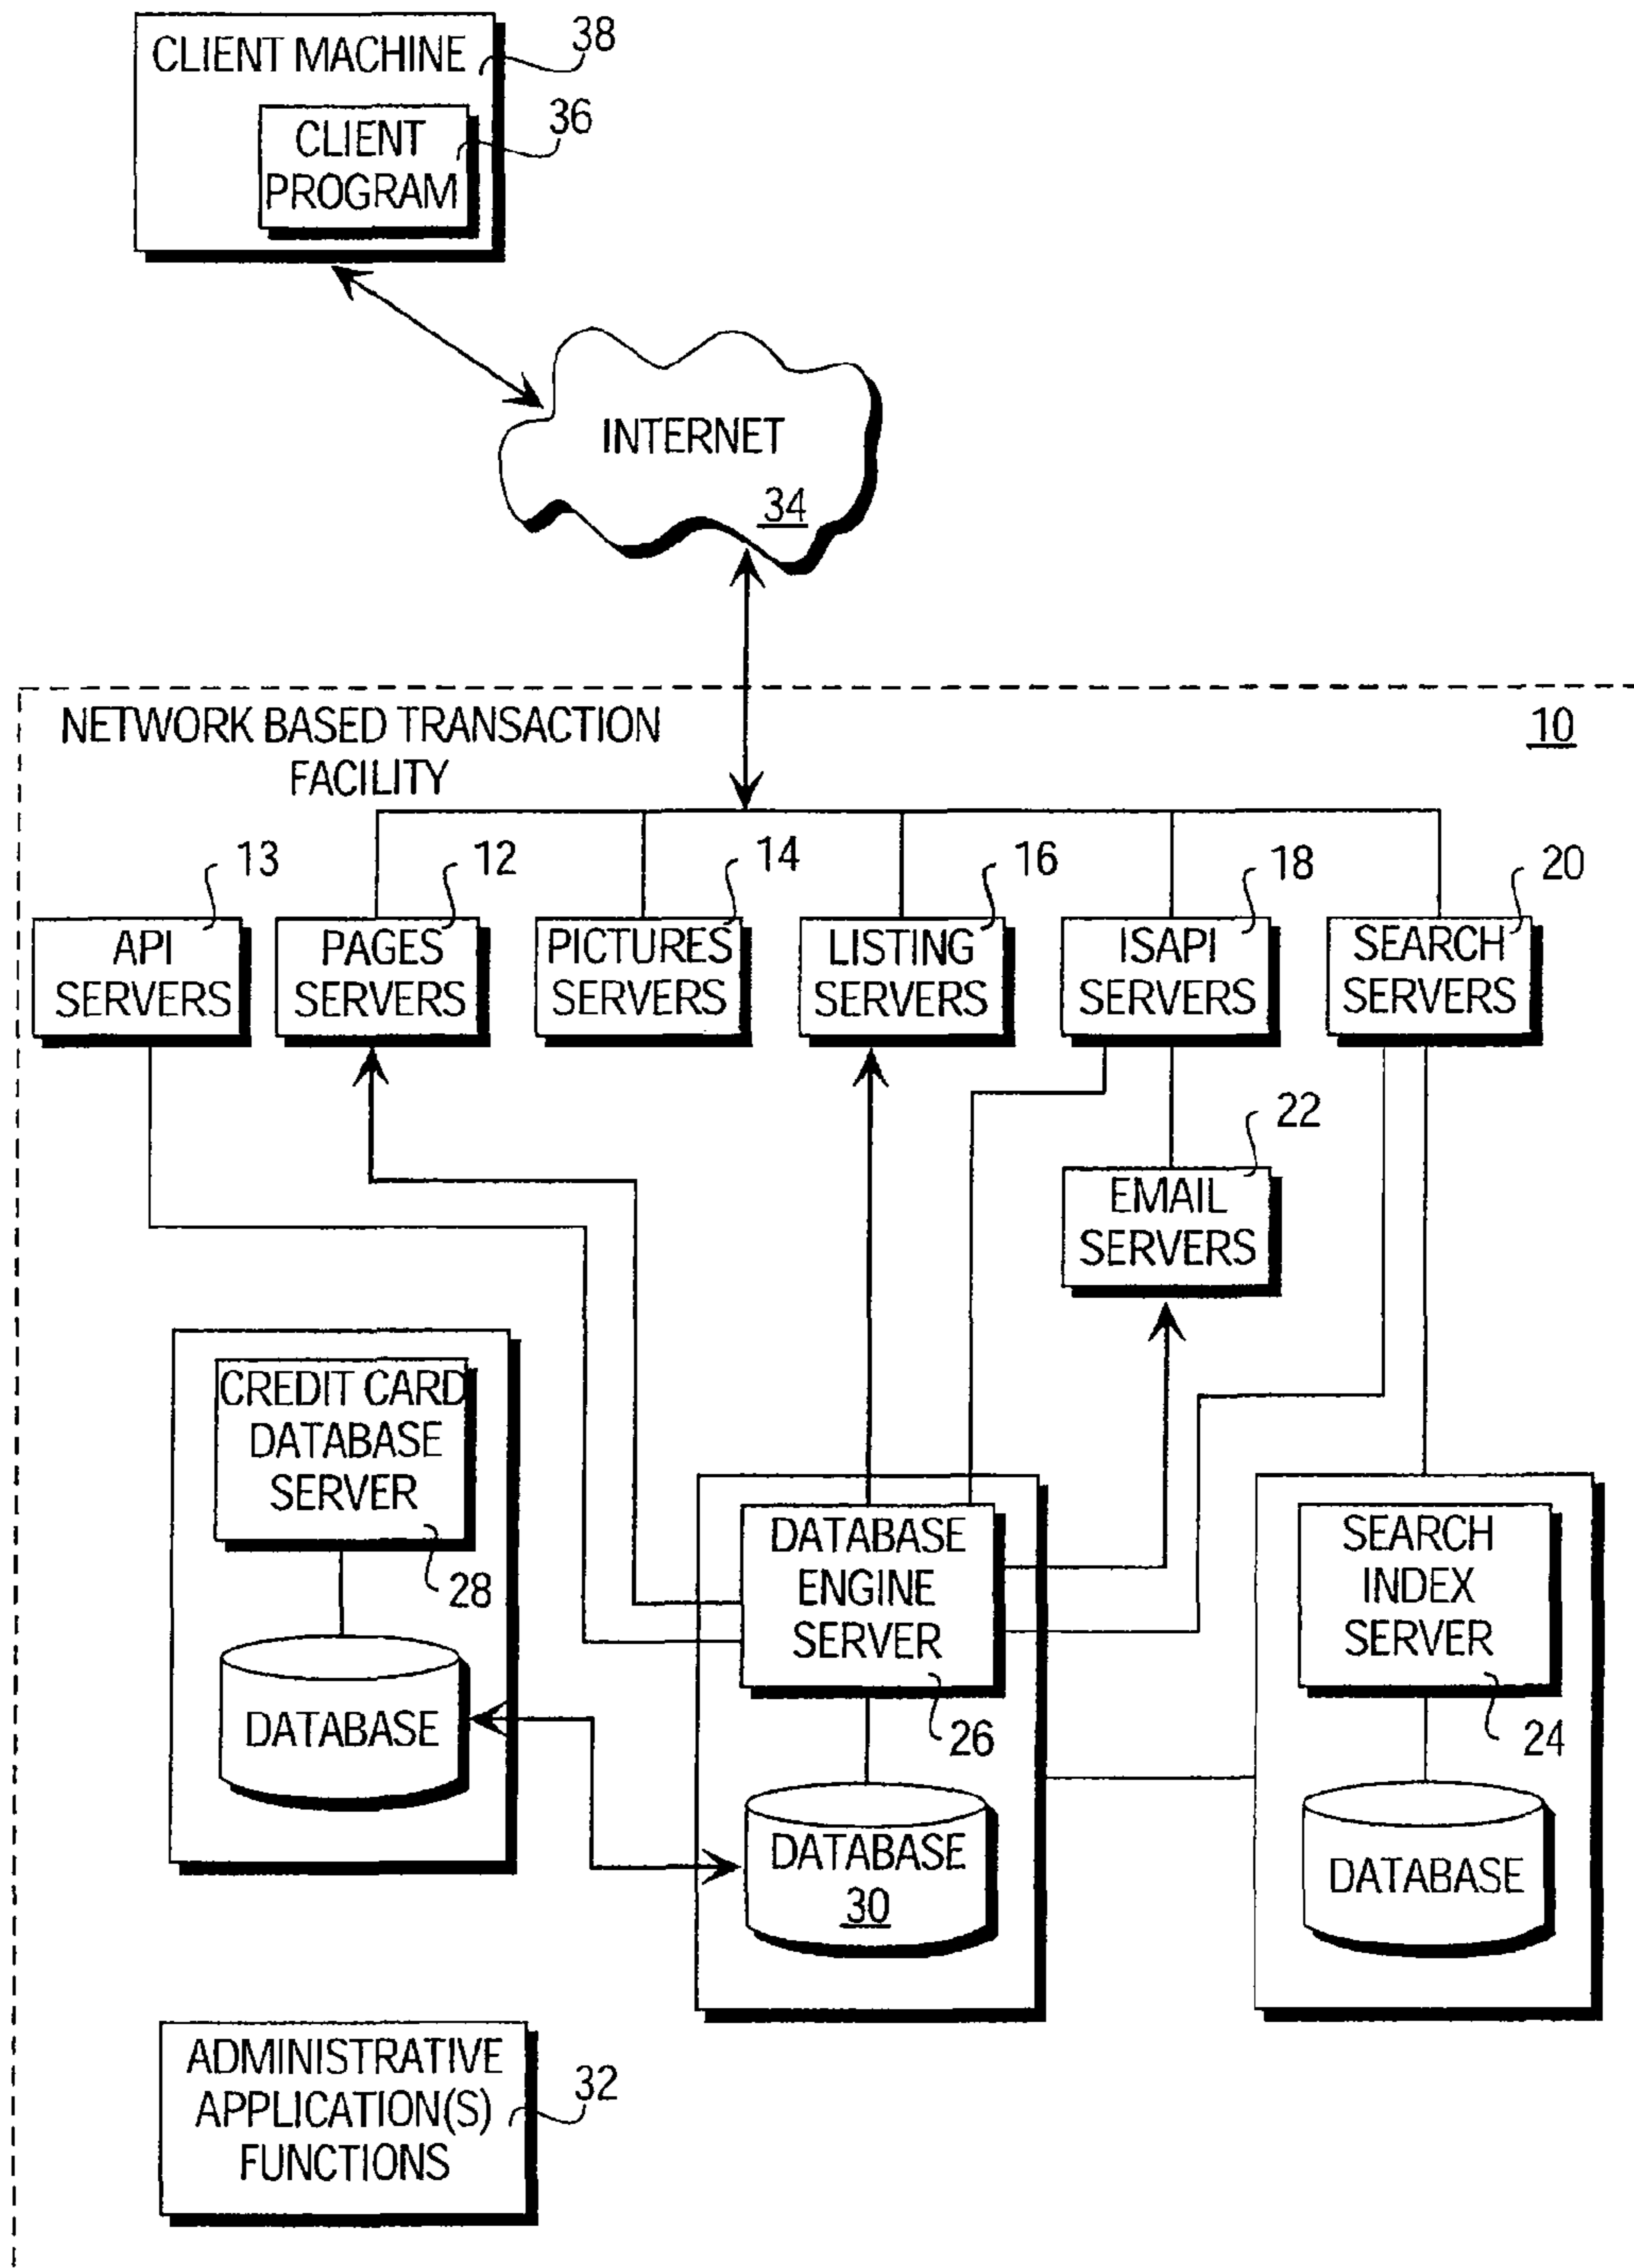 CLIENT MACHINE
38
CLIENT
PROGRAM
36
INTERNET
34
NETWORK BASED TRANSACTION
FACILITY
10
13
12
14
16
18
20
API
SERVERS
PAGES
SERVERS
PICTURES
SERVERS
LISTING
SERVERS
ISAPI
SERVERS
SEARCH
SERVERS
22
EMAIL
SERVERS
CREDIT CARD
DATABASE
SERVER
28
DATABASE
DATABASE
ENGINE
SERVER
26
DATABASE
30
SEARCH
INDEX
SERVER
24
DATABASE
ADMINISTRATIVE
APPLICATION(S)
FUNCTIONS
32